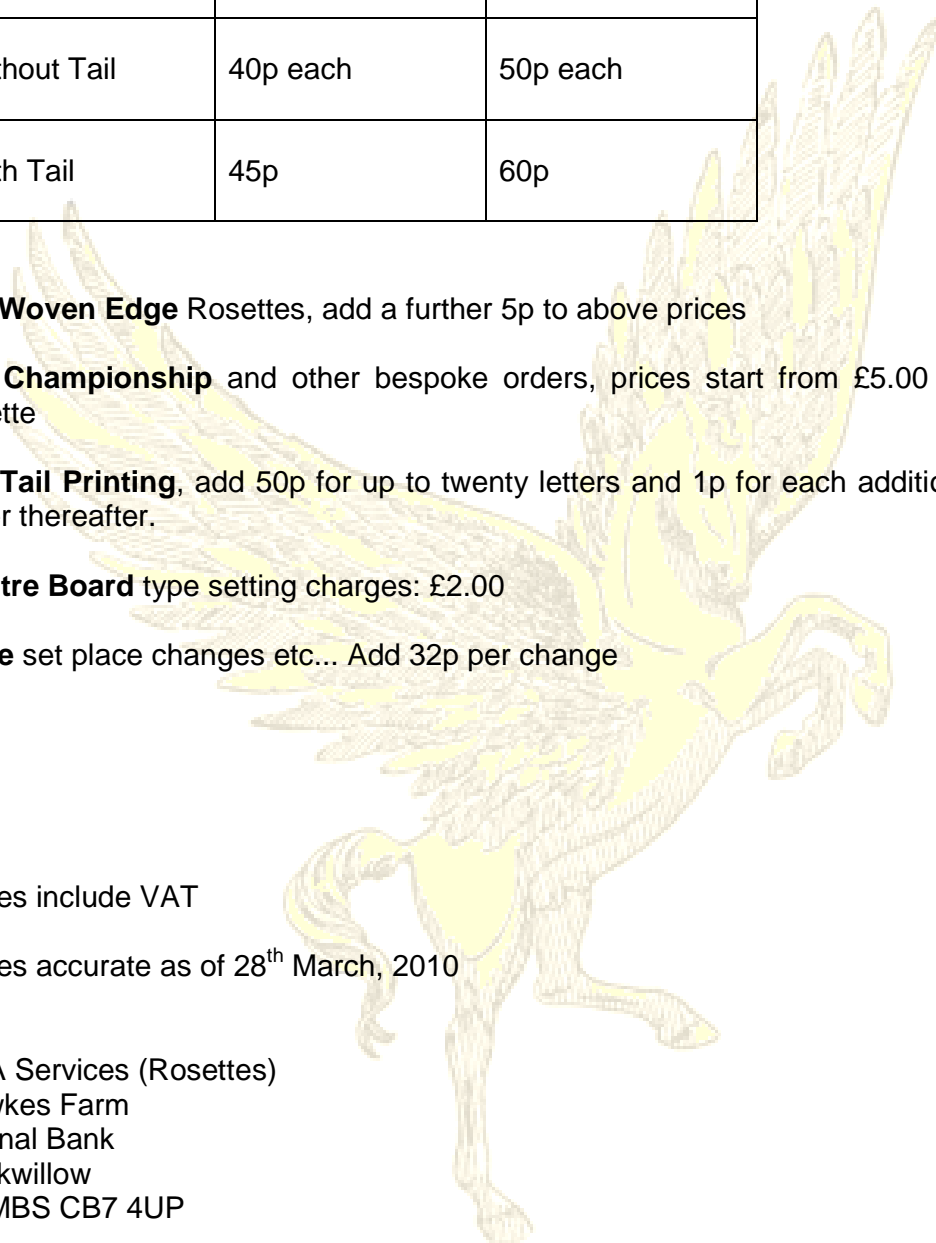 thout Tail 40p each 50p each
th Tail 45p 60p
Woven Edge Rosettes, add a further 5p to above prices
Championship and other bespoke orders, prices start from £5.00
tte
Tail Printing, add 50p for up to twenty letters and 1p for each additio
r thereafter.
tre Board type setting charges: £2.00
e set place changes etc... Add 32p per change
es include VAT
es accurate as of 28th March, 2010
A Services (Rosettes)
wkes Farm
nal Bank
kwillow
MBS CB7 4UP